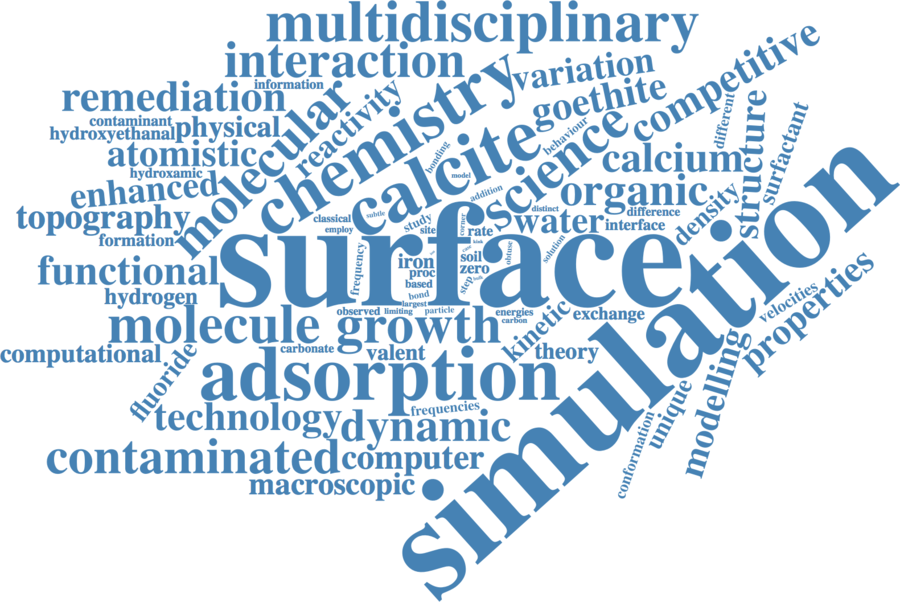 multidisciplinary
interaction
information
remediation
contaminant
hydroxyethanal
physical
atomistic
hydroxamic
enhanced
topography
formation
molecular
reactivity
chemistry
variation
goethite
competitive
different
behaviour
bonding
model
calcite
science
calcium
structure
surfactant
addition
organic
distinct
difference
density
classical
subtle
employ
study
site
corner
rate
water
interface
surface
simulation
functional
hydrogen
frequency
iron
proc
based
bond
largest
soil
zero
step
kink
obtuse
solution
molecule
growth
observed
limiting
particle
energies
carbon
kinetic
exchange
velocities
properties
computational
carbonate
valent
theory
fluoride
adsorption
frequencies
technology
dynamic
modelling
unique
conformation
contaminated
computer
macroscopic